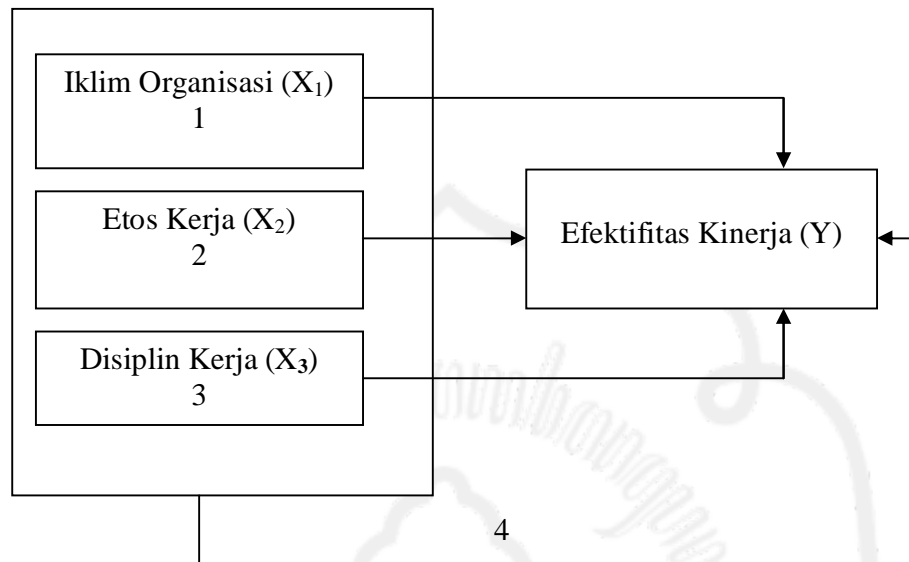 Iklim Organisasi (X₁)
1
Etos Kerja (X₂)
2
Efektifitas Kinerja (Y)
Disiplin Kerja (X₃)
3
4